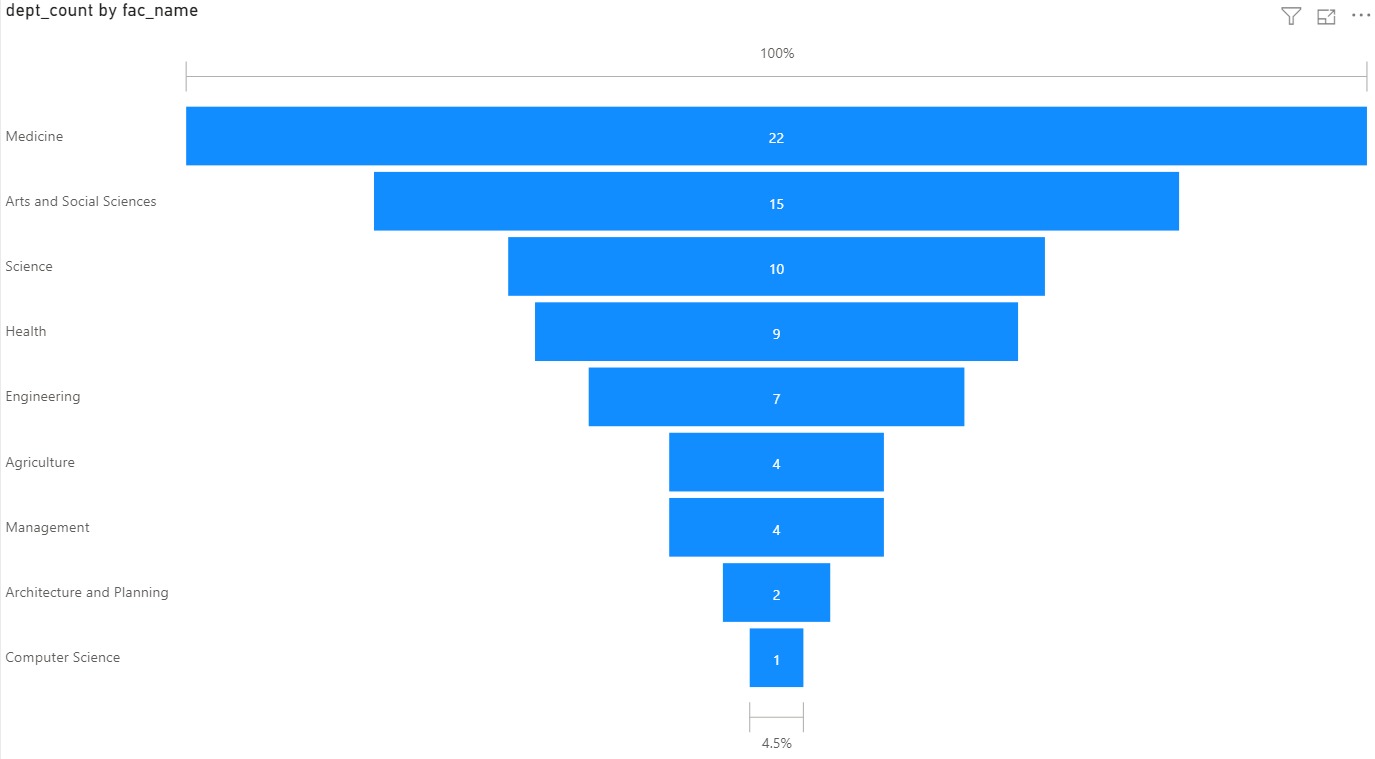 dept_count by fac_name
100%
Medicine 22
Arts and Social Sciences 15
Science 10
Health 9
Engineering 7
Agriculture 4
Management 4
Architecture and Planning 2
Computer Science 1
4.5%